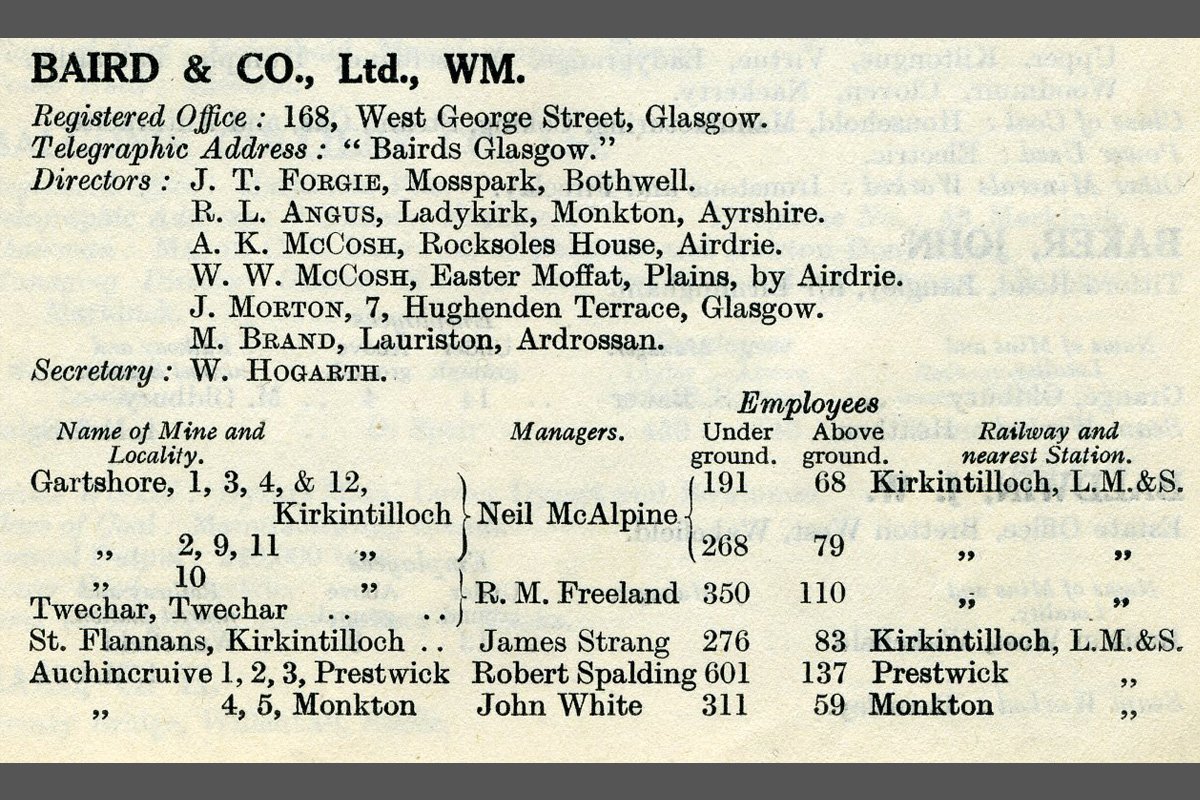 BAIRD & CO., Ltd., WM.
Registered Office : 168, West George Street, Glasgow.
Telegraphic Address : “ Bairds Glasgow.”
Directors : J. T. FORGIE, Mosspark, Bothwell.
R. L. ANGUS, Ladykirk, Monkton, Ayrshire.
A. K. MCCOSH, Rocksoles House, Airdrie.
W. W. MCCOSH, Easter Moffat, Plains, by Airdrie
J. MORTON, 7, Hughenden Terrace, Glasgow.
M. BRAND, Lauriston, Ardrossan.
Secretary : W. HOGARTH.
Employees
Name of Mine and Managers. Under Above Railway and
Locality. ground. ground. nearest Station.
Gartshore, 1, 3, 4, & 12, 191 68 Kirkintilloch, L.M.&S.
Kirkintilloch Neil McAlpine
„ 2, 9, 11 „ 268 79 „ „
„ 10 „
R. M. Freeland 350 110 „ „
Twechar, Twechar ..
St. Flannans, Kirkintilloch .. James Strang 276 83 Kirkintilloch, L.M.&S.
Auchincruive 1, 2, 3, Prestwick Robert Spalding 601 137 Prestwick „
„ 4, 5, Monkton John White 311 59 Monkton „